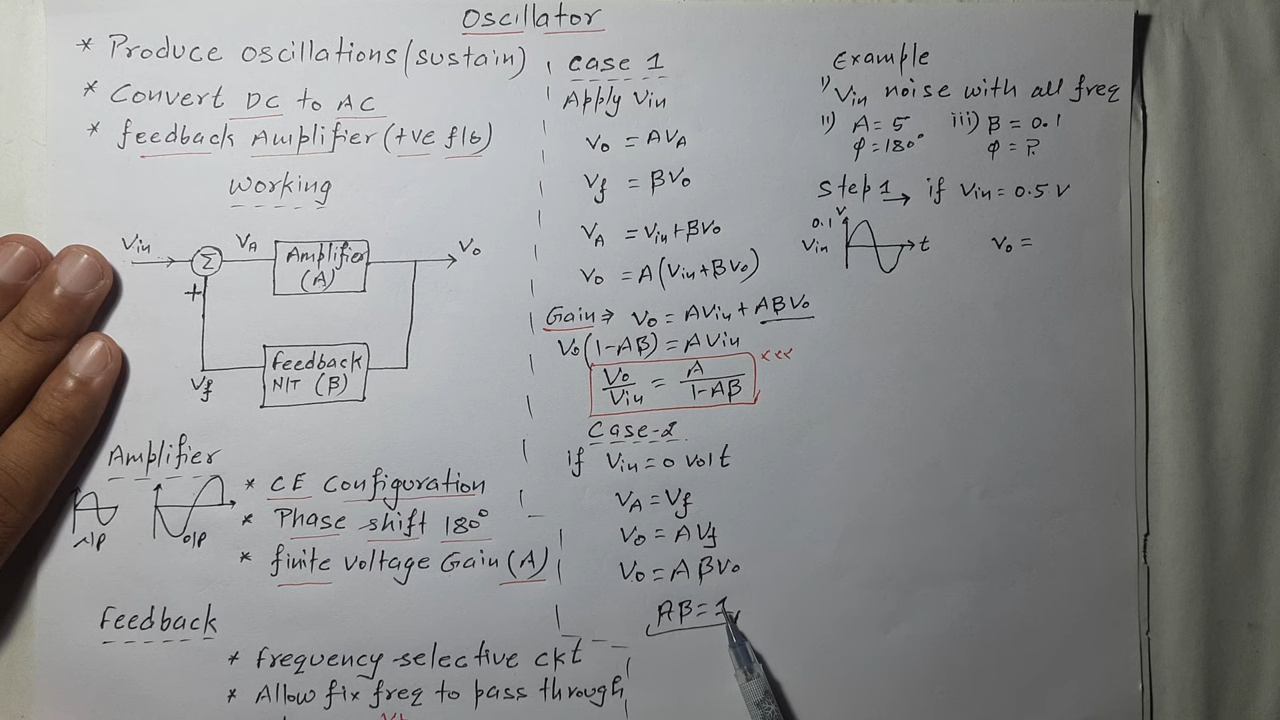 Oscillator
* Produce oscillations (sustain)
* Convert DC to AC
* feedback Amplifier (+ve f/b)
Working
Vin
Σ
+
VA
Amplifier
(A)
Vo
Feedback
N/T (β)
Vf
Amplifier
i/p
o/p
* CE Configuration
* Phase shift 180°
* finite Voltage Gain (A)
Feedback
* frequency selective ckt
* Allow fix freq to pass through
Case 1
Apply Vin
Vo = AVA
Vf = βVo
VA = Vin + βVo
Vo = A(Vin + βVo)
Gain ⇒ Vo = AVin + AβVo
Vo(1-Aβ) = AVin
Vo/Vin = A/1-Aβ
×××
Case-2
if Vin = 0 volt
VA = Vf
Vo = AVf
Vo = AβVo
Aβ = 1
Example
i) Vin noise with all freq
ii) A = 5 iii) B = 0.1
φ = 180° φ = ?
Step 1 → if Vin = 0.5 V
0.1
V
Vin
t
Vo =